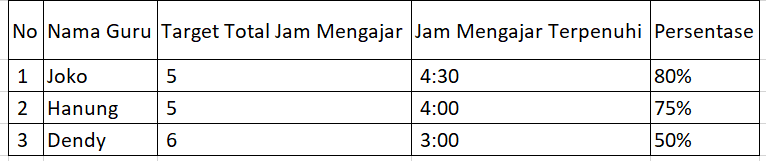 No Nama Guru Target Total Jam Mengajar Jam Mengajar Terpenuhi Persentase
1 Joko 5 4:30 80%
2 Hanung 5 4:00 75%
3 Dendy 6 3:00 50%